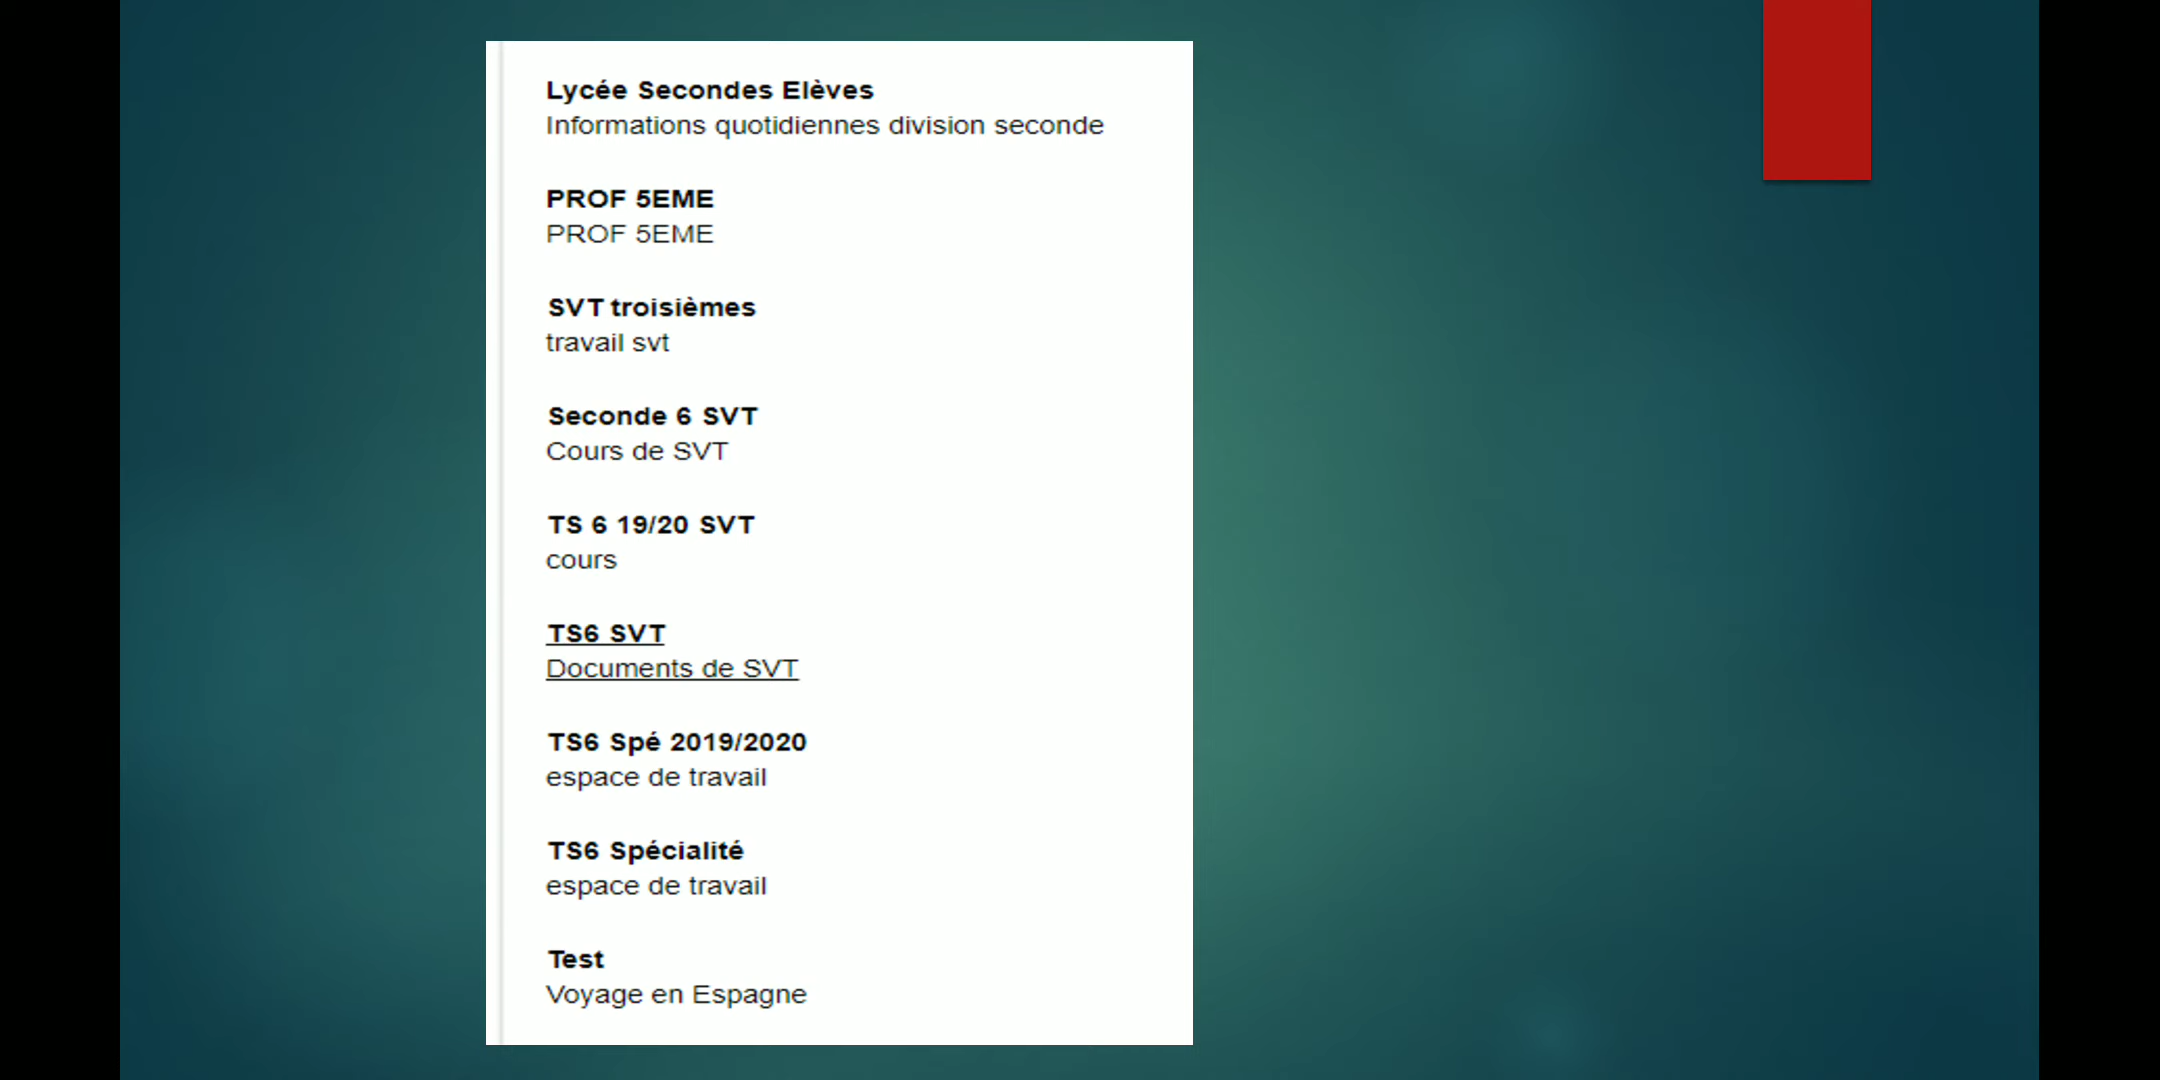 Lycée Secondes Elèves
Informations quotidiennes division seconde
PROF 5EME
PROF 5EME
SVT troisièmes
travail svt
Seconde 6 SVT
Cours de SVT
TS 6 19/20 SVT
cours
TS6 SVT
Documents de SVT
TS6 Spé 2019/2020
espace de travail
TS6 Spécialité
espace de travail
Test
Voyage en Espagne